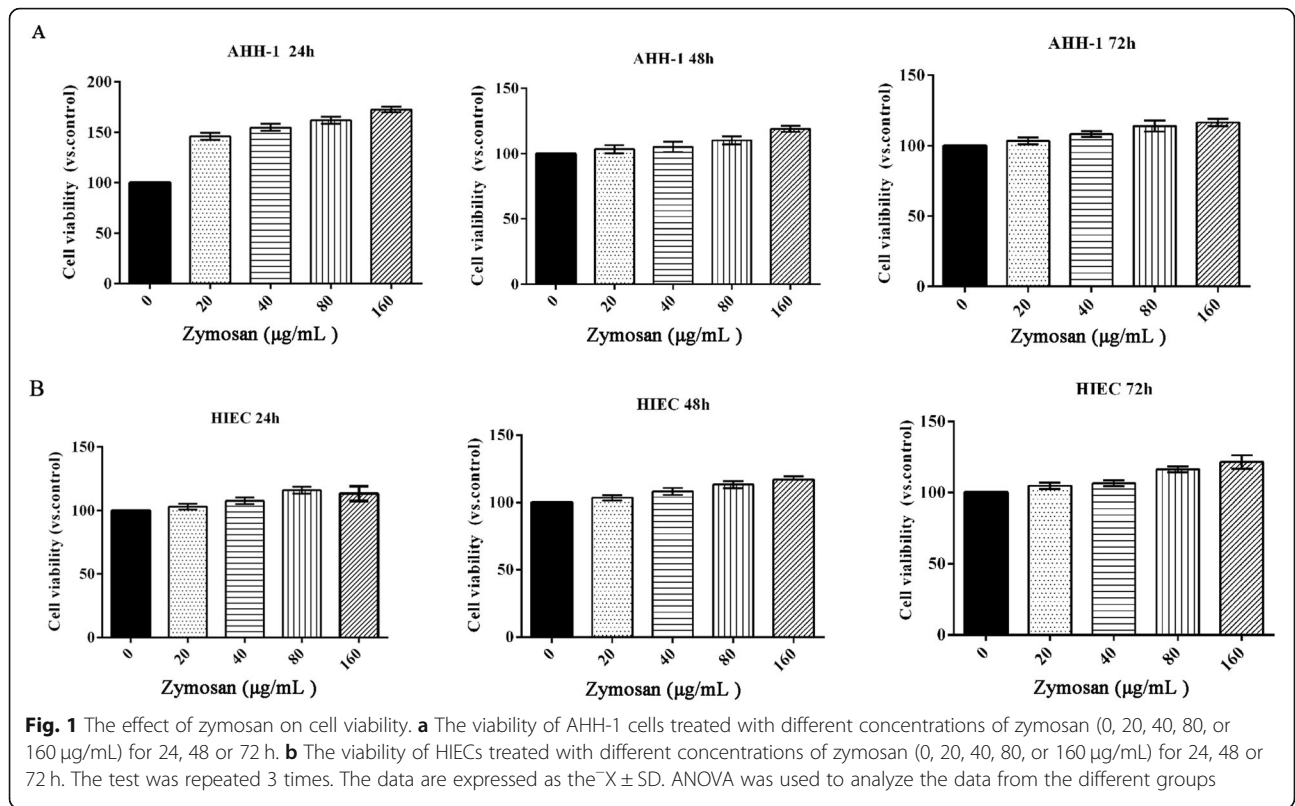 A
AHH-1 24h
Cell viability (vs.control)
200
150
100
50
0
0
20
40
80
160
Zymosan (μg/mL )
AHH-1 48h
Cell viability (vs.control)
150
100
50
0
0
20
40
80
160
Zymosan (μg/mL )
AHH-1 72h
Cell vialibility (vs.control)
150
100
50
0
0
20
40
80
160
Zymosan (μg/mL )
B
HIEC 24h
Cell viability (vs.control)
150
100
50
0
0
20
40
80
160
Zymosan (μg/mL )
HIEC 48h
Cell viability (vs.control)
150
100
50
0
0
20
40
80
160
Zymosan (μg/mL )
HIEC 72h
Cell vialibility (vs.control)
150
100
50
0
0
20
40
80
160
Zymosan (μg/mL )
Fig. 1 The effect of zymosan on cell viability. a The viability of AHH-1 cells treated with different concentrations of zymosan (0, 20, 40, 80, or
160 μg/mL) for 24, 48 or 72 h. b The viability of HIECs treated with different concentrations of zymosan (0, 20, 40, 80, or 160 μg/mL) for 24, 48 or
72 h. The test was repeated 3 times. The data are expressed as the¯X ± SD. ANOVA was used to analyze the data from the different groups